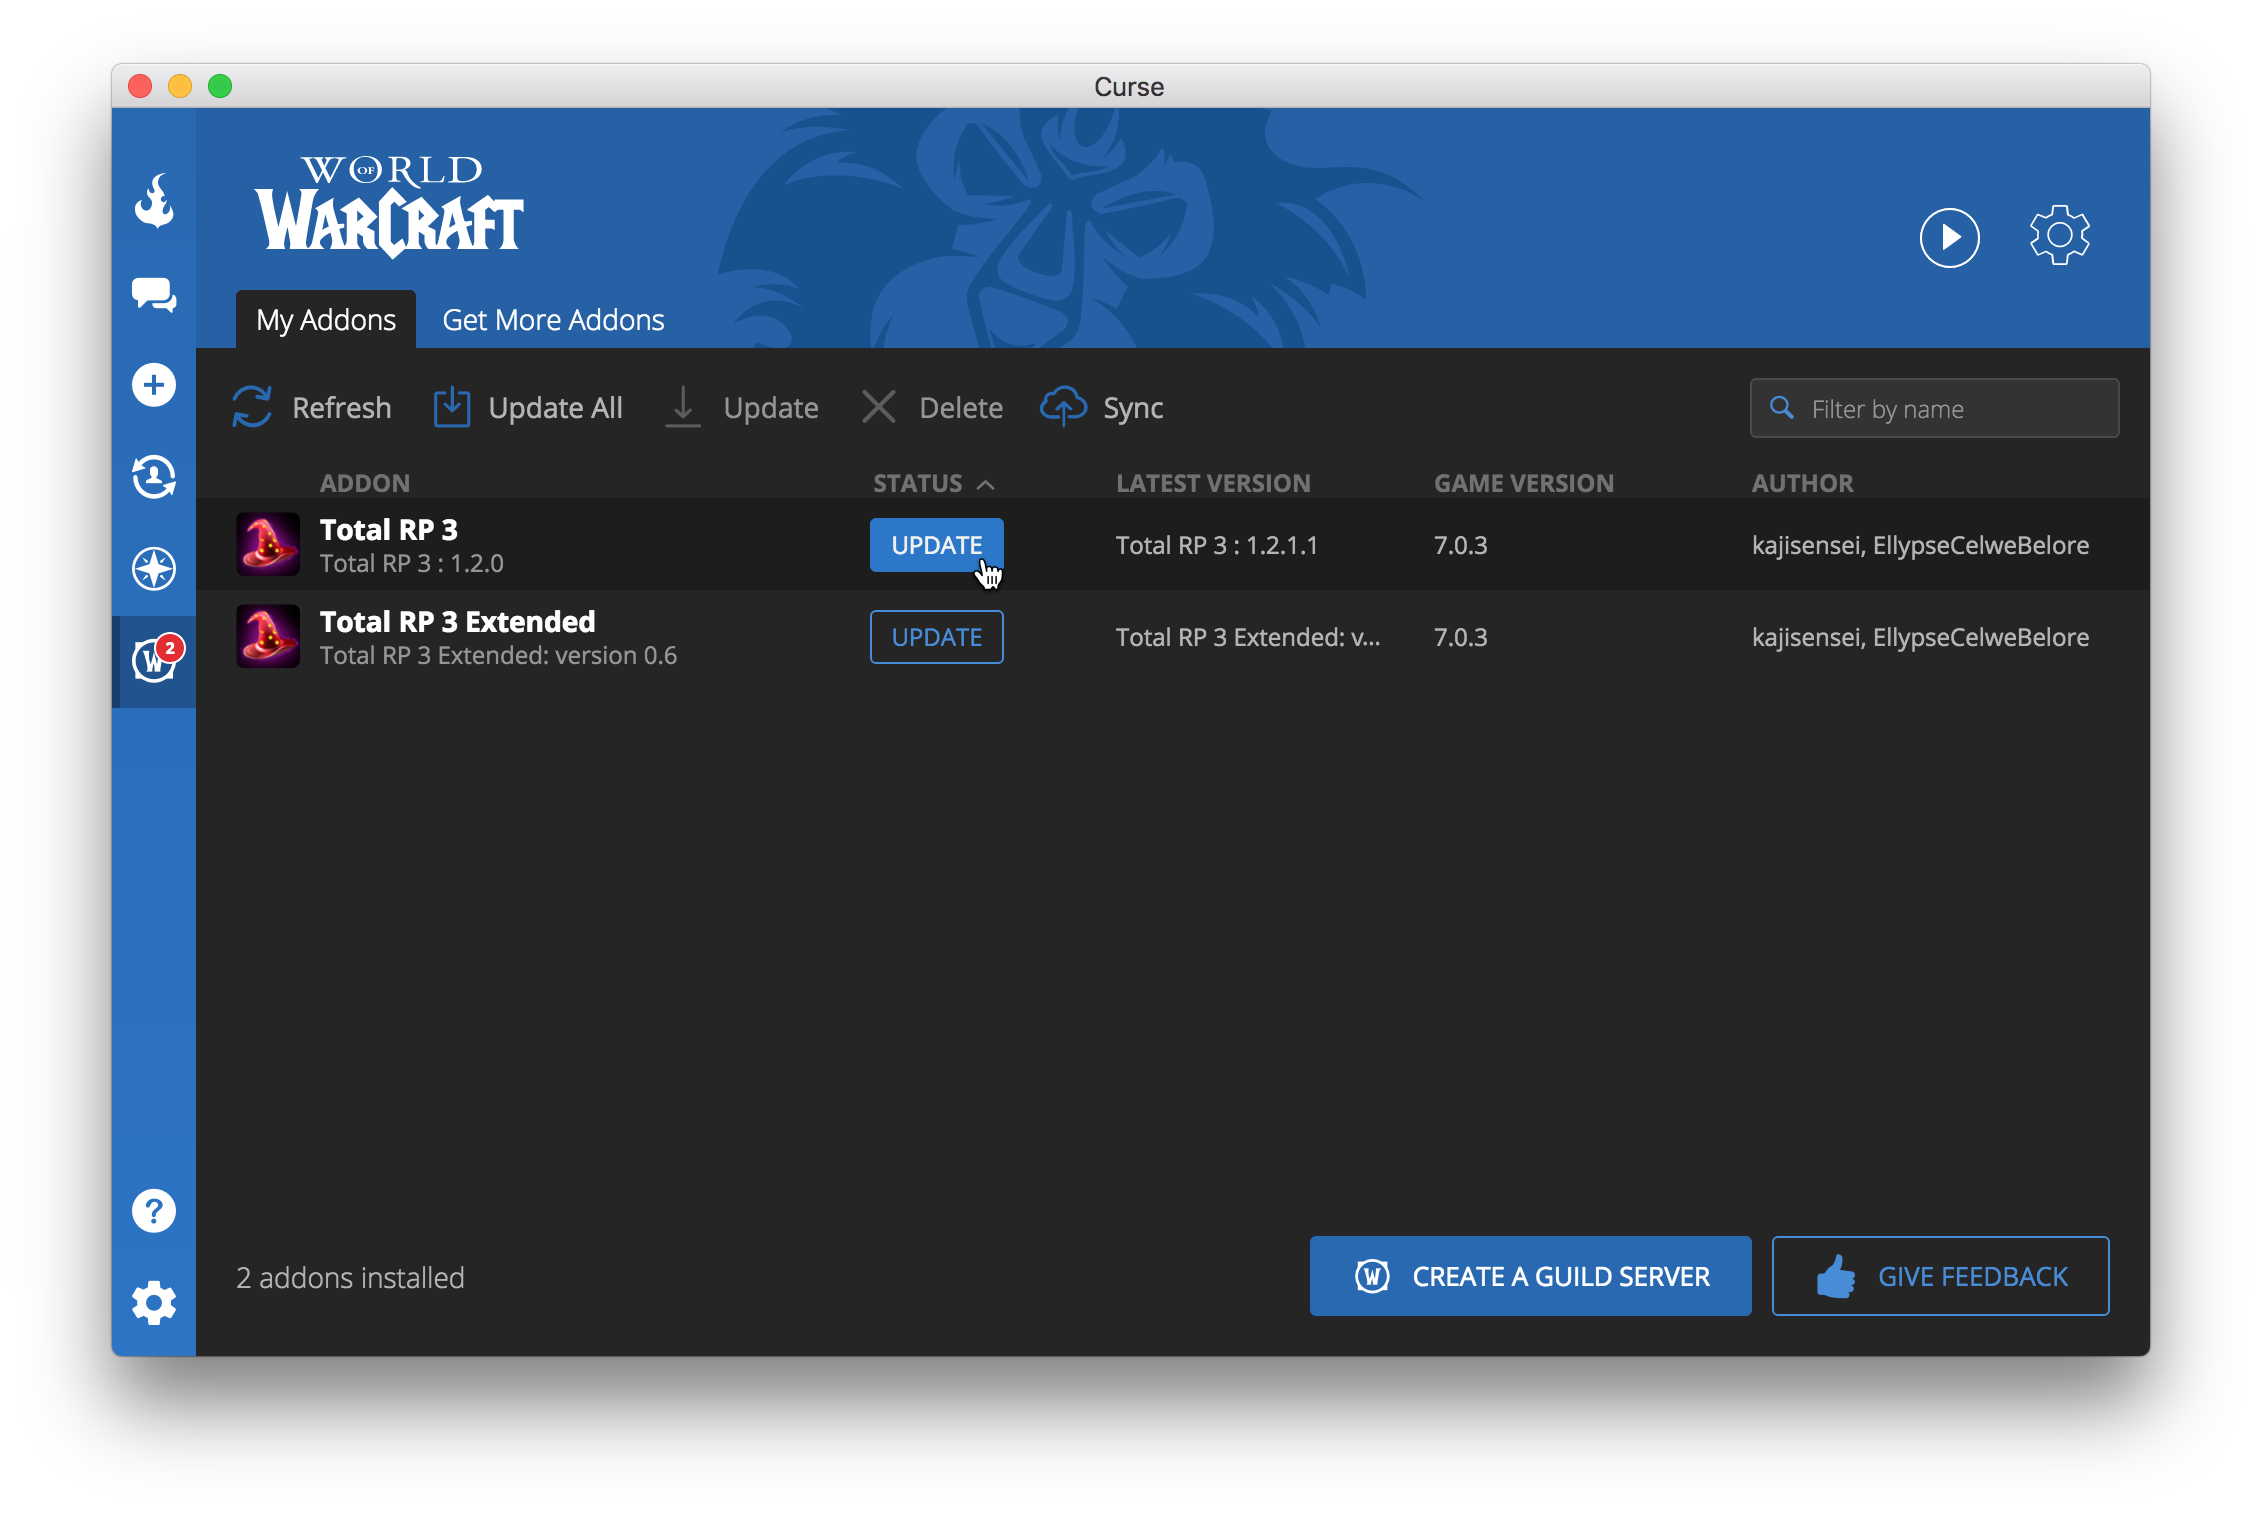 Curse
WORLD
OF
WARCRAFT
My Addons Get More Addons
Refresh Update All Update Delete Sync Filter by name
ADDON STATUS LATEST VERSION GAME VERSION AUTHOR
Total RP 3
Total RP 3 : 1.2.0
UPDATE Total RP 3 : 1.2.1.1 7.0.3 kajisensei, EllypseCelweBelore
Total RP 3 Extended
Total RP 3 Extended: version 0.6
UPDATE Total RP 3 Extended: v... 7.0.3 kajisensei, EllypseCelweBelore
W 2
?
2 addons installed
W CREATE A GUILD SERVER GIVE FEEDBACK